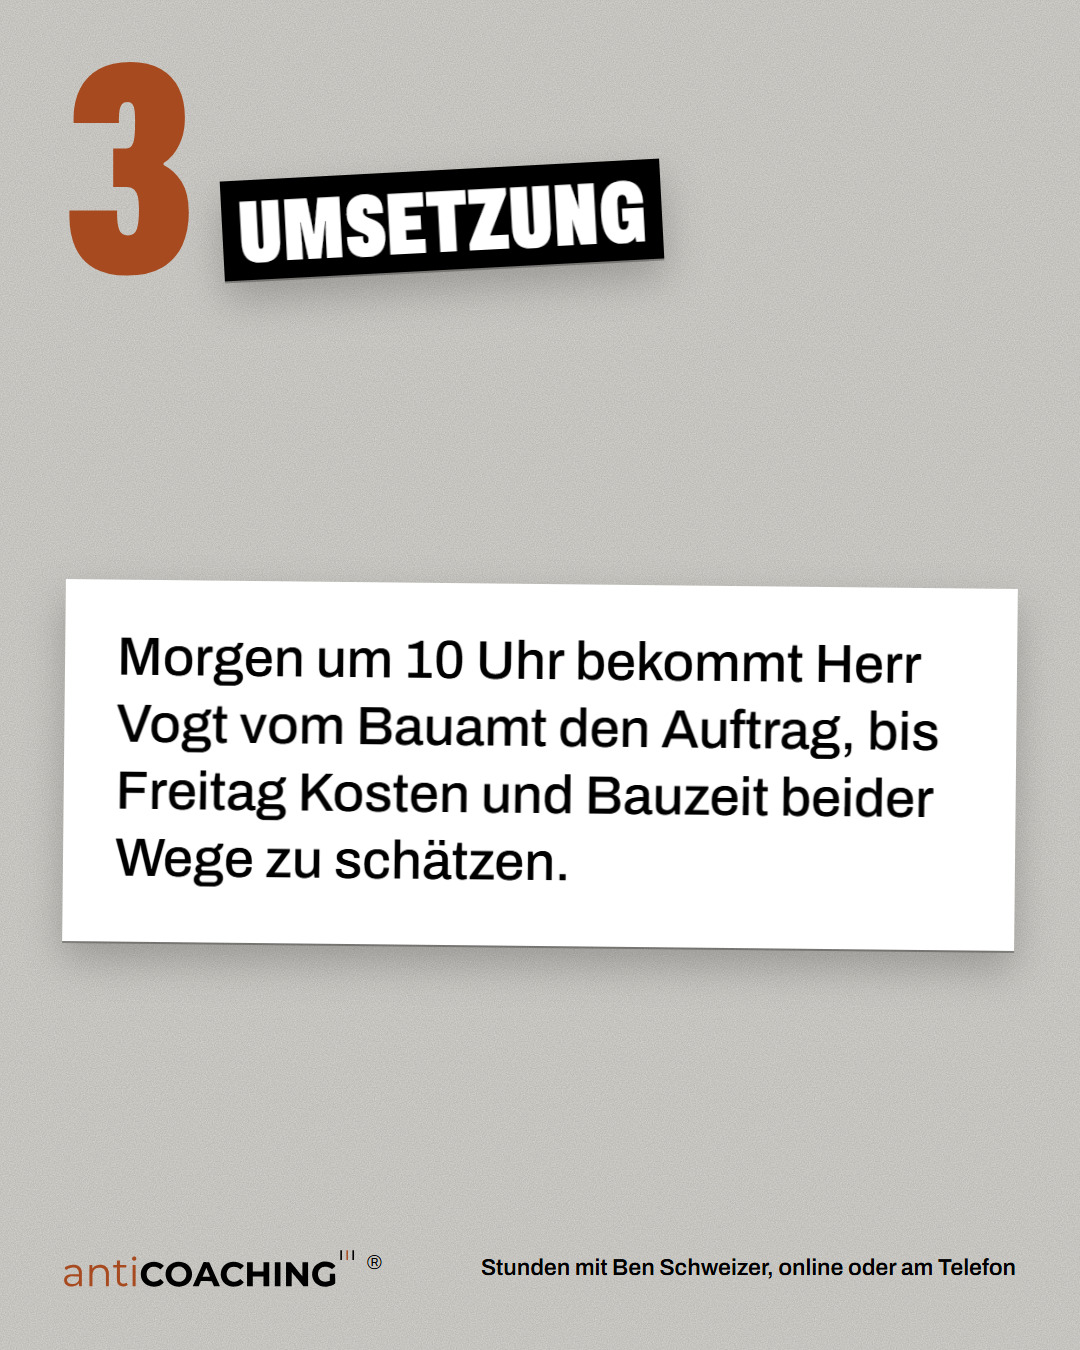 3
UMSETZUNG
Morgen um 10 Uhr bekommt Herr
Vogt vom Bauamt den Auftrag, bis
Freitag Kosten und Bauzeit beider
Wege zu schätzen.
antiCOACHING ®
Stunden mit Ben Schweizer, online oder am Telefon